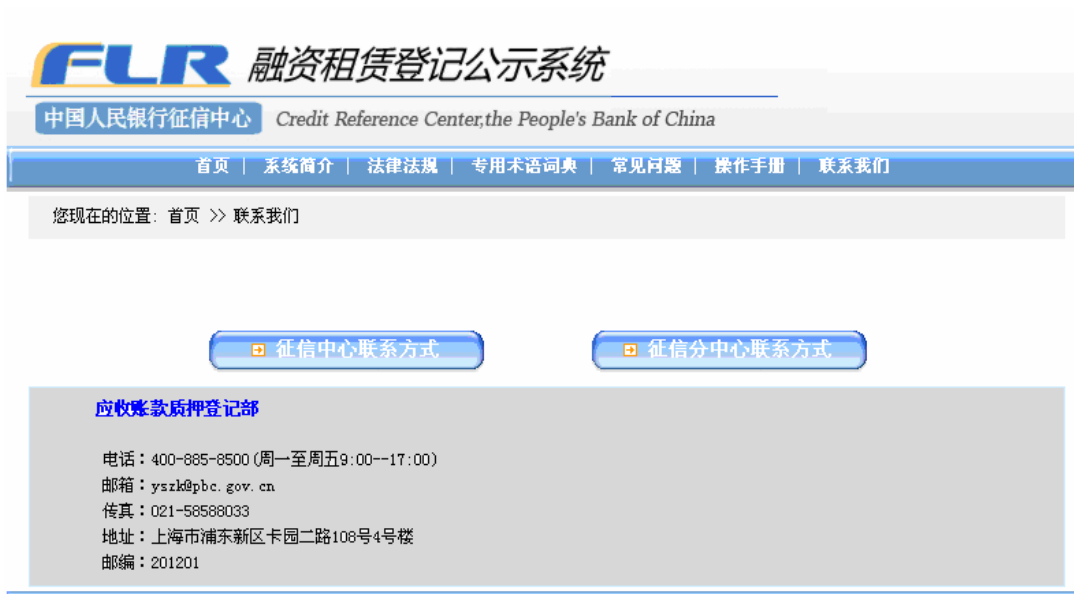 FLR 融资租赁登记公示系统
中国人民银行征信中心 Credit Reference Center,the People's Bank of China
首页 | 系统简介 | 法律法规 | 专用术语词典 | 常见问题 | 操作手册 | 联系我们
您现在的位置: 首页 >> 联系我们
征信中心联系方式 征信分中心联系方式
应收账款质押登记部
电话：400-885-8500(周一至周五9:00--17:00)
邮箱：yszk@pbc.gov.cn
传真：021-58588033
地址：上海市浦东新区卡园二路108号4号楼
邮编：201201